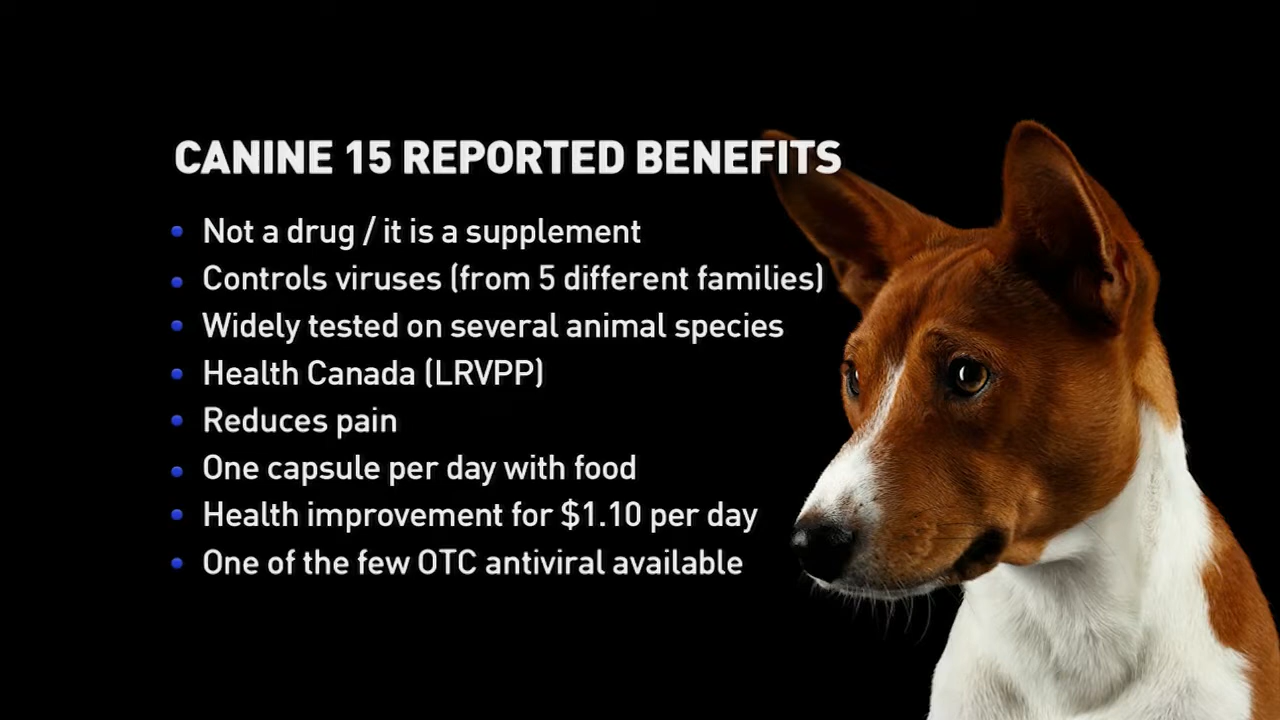 CANINE 15 REPORTED BENEFITS
• Not a drug / it is a supplement
• Controls viruses (from 5 different families)
• Widely tested on several animal species
• Health Canada (LRVPP)
• Reduces pain
• One capsule per day with food
• Health improvement for $1.10 per day
• One of the few OTC antiviral available